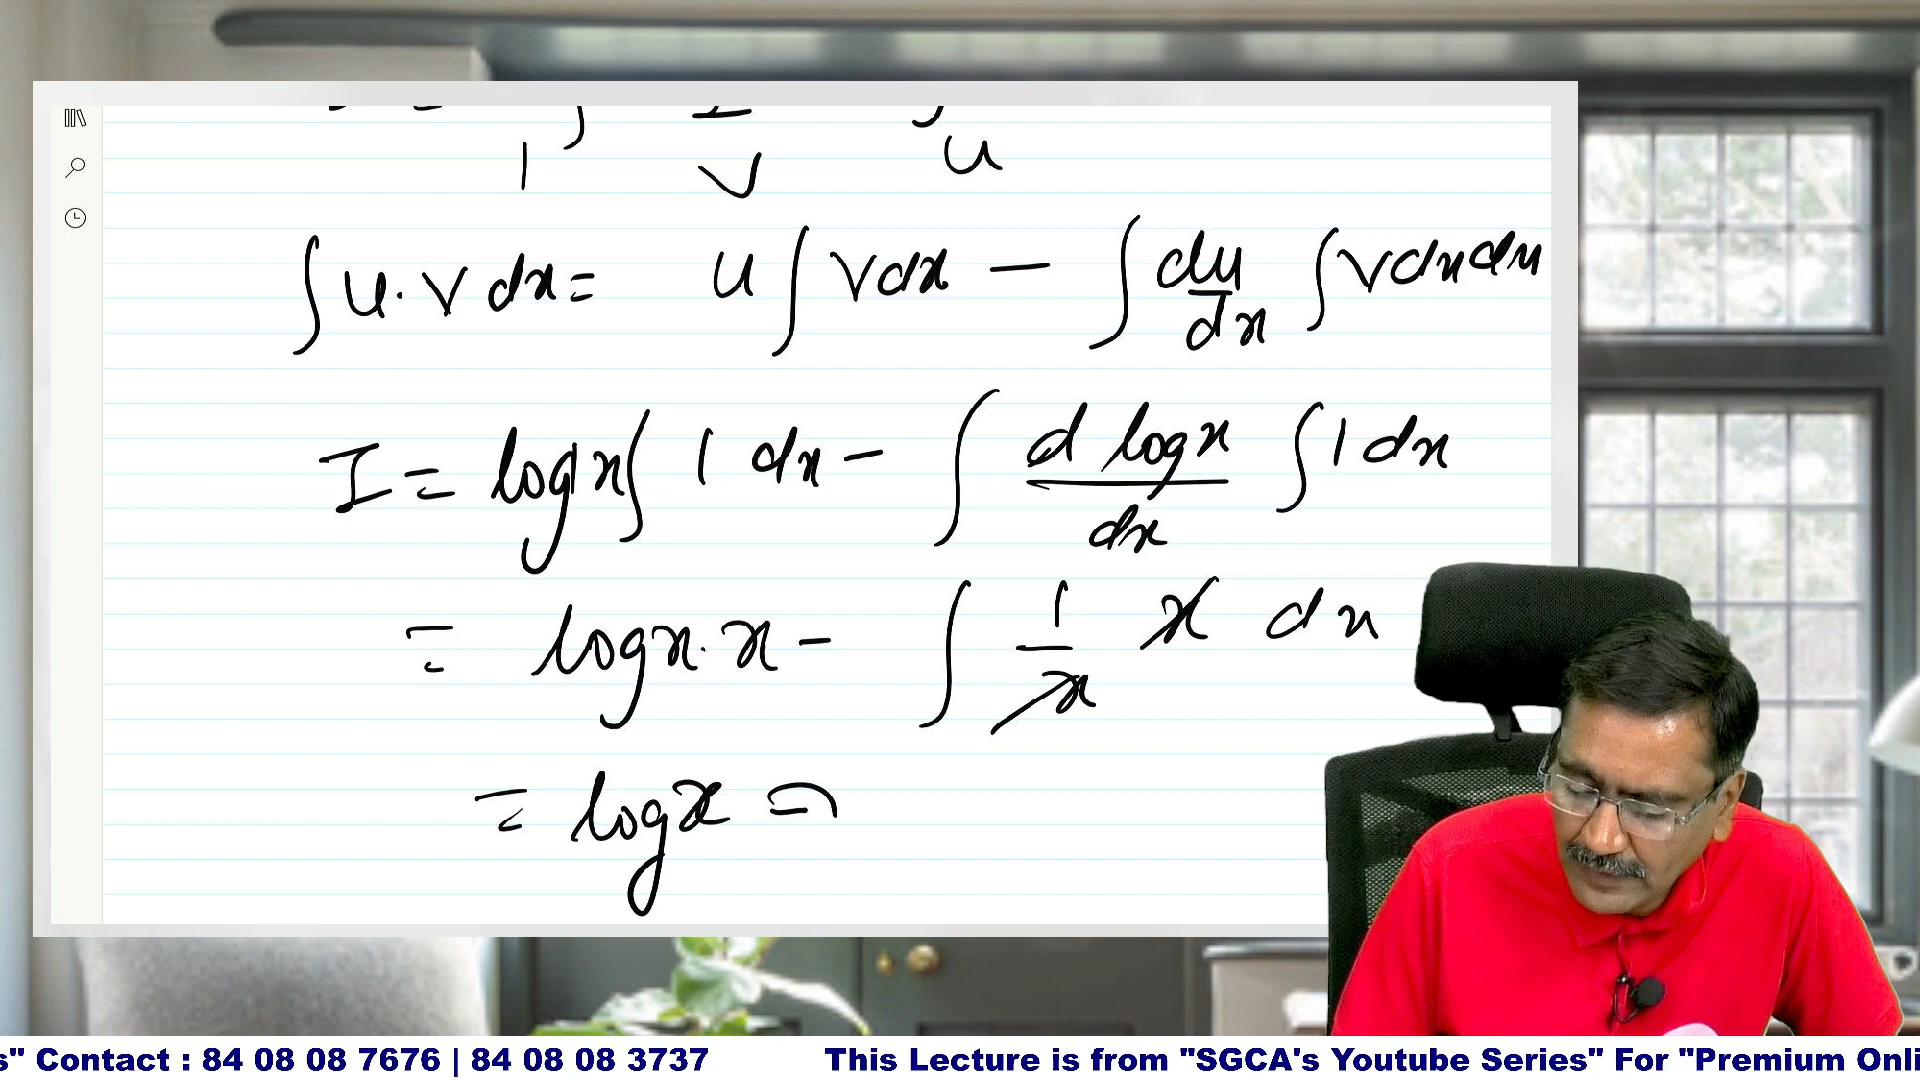 V u
∫ u · v dx = u ∫ v dx − ∫ du/dx ∫ v dx dx
I = log x ∫ 1 dx − ∫ d log x / dx ∫ 1 dx
= log x · x − ∫ 1/x x dx
= log x =
s" Contact : 84 08 08 7676 | 84 08 08 3737 This Lecture is from "SGCA's Youtube Series" For "Premium Onli